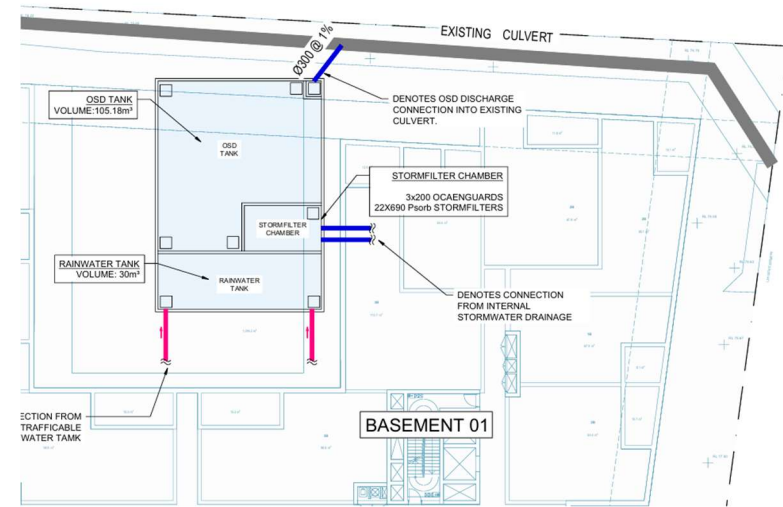 EXISTING CULVERT
Ø300 @ 1%
OSD TANK
VOLUME:105.18m³
DENOTES OSD DISCHARGE
CONNECTION INTO EXISTING
CULVERT.
OSD
TANK
STORMFILTER CHAMBER
3x200 OCAENGUARDS
22X690 Psorb STORMFILTERS
STORMFILTER
CHAMBER
RAINWATER TANK
VOLUME: 30m³
RAINWATER
TANK
DENOTES CONNECTION
FROM INTERNAL
STORMWATER DRAINAGE
ECTION FROM
TRAFFICABLE
WATER TAMK
BASEMENT 01